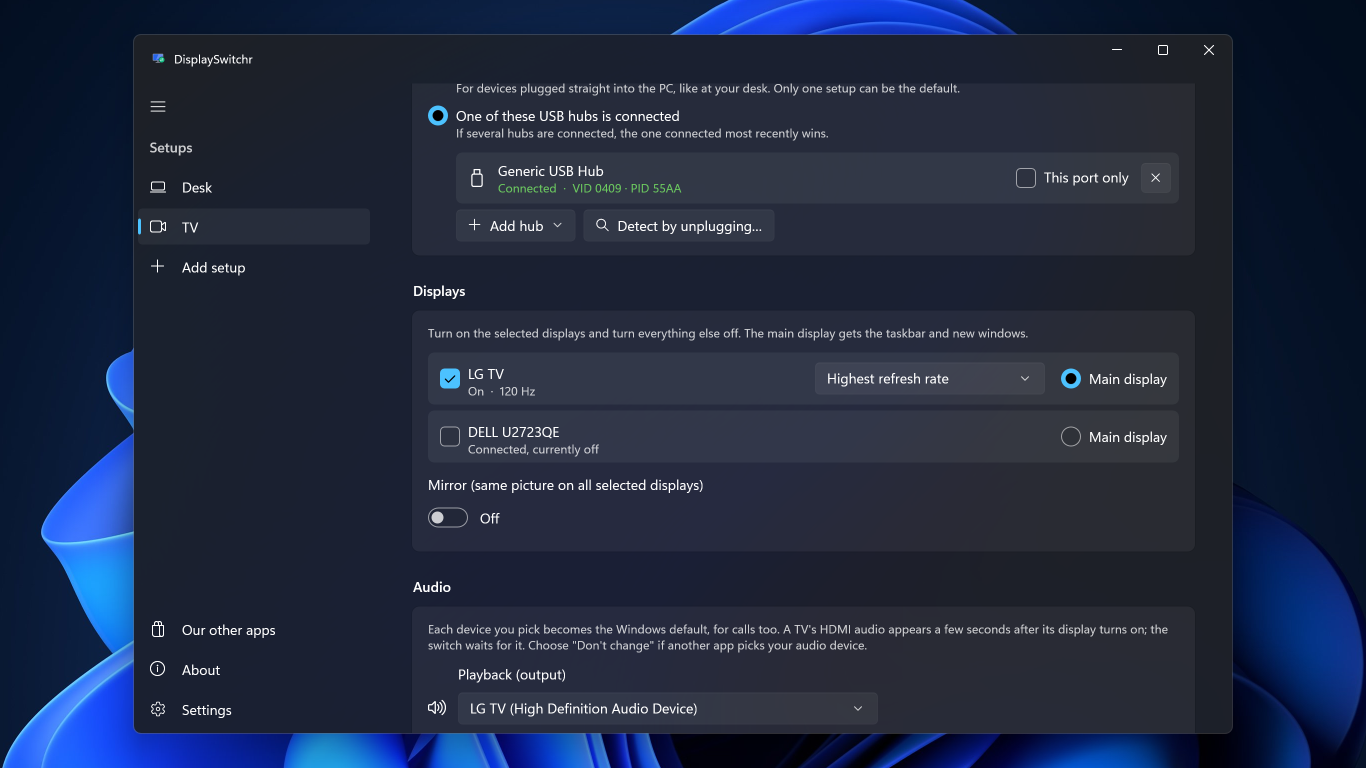 DisplaySwitchr
Setups
Desk
TV
Add setup
Our other apps
About
Settings
For devices plugged straight into the PC, like at your desk. Only one setup can be the default.
One of these USB hubs is connected
If several hubs are connected, the one connected most recently wins.
Generic USB Hub
Connected · VID 0409 · PID 55AA
This port only
Add hub
Detect by unplugging...
Displays
Turn on the selected displays and turn everything else off. The main display gets the taskbar and new windows.
LG TV
On · 120 Hz
Highest refresh rate
Main display
DELL U2723QE
Connected, currently off
Main display
Mirror (same picture on all selected displays)
Off
Audio
Each device you pick becomes the Windows default, for calls too. A TV's HDMI audio appears a few seconds after its display turns on; the
switch waits for it. Choose "Don't change" if another app picks your audio device.
Playback (output)
LG TV (High Definition Audio Device)